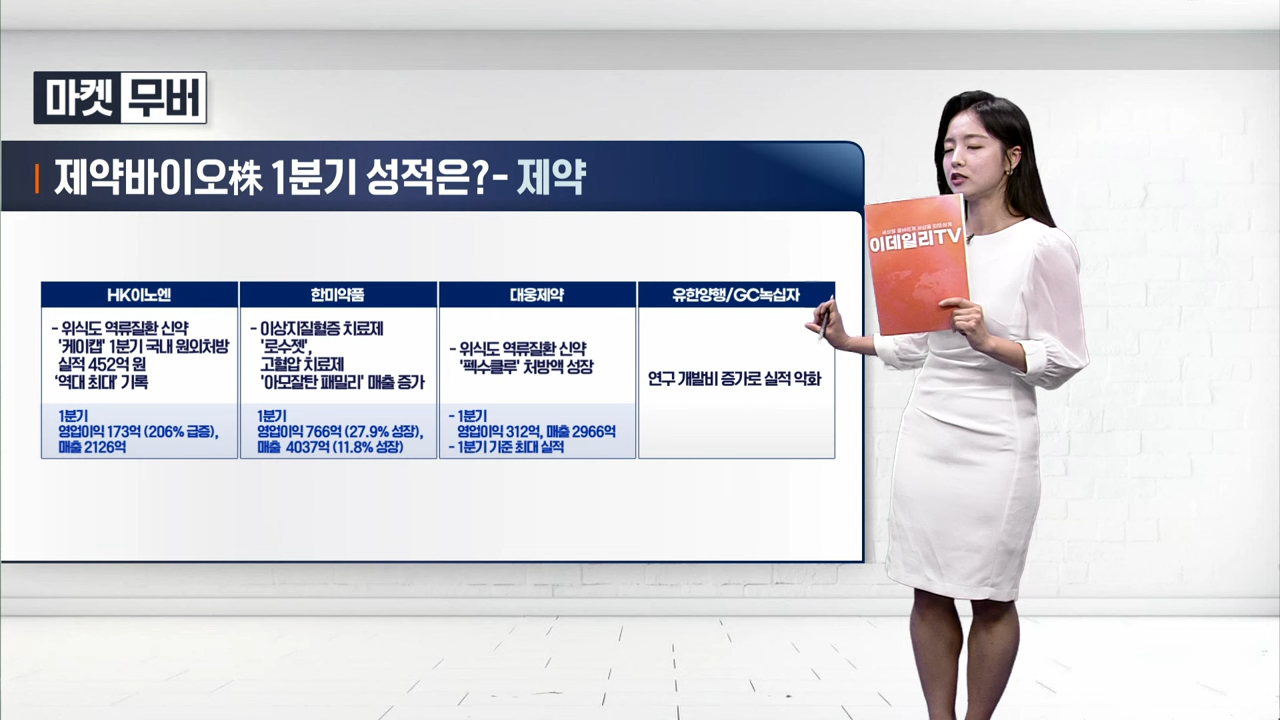 마켓 무버
제약바이오株 1분기 성적은?- 제약
HK이노엔
- 위식도 역류질환 신약
'케이캡' 1분기 국내 원외처방
실적 452억 원
'역대 최대' 기록
1분기
영업이익 173억 (206% 급증),
매출 2126억
한미약품
- 이상지질혈증 치료제
'로수젯',
고혈압 치료제
'아모잘탄 패밀리' 매출 증가
1분기
영업이익 766억 (27.9% 성장),
매출 4037억 (11.8% 성장)
대웅제약
- 위식도 역류질환 신약
'펙수클루' 처방액 성장
- 1분기
영업이익 312억, 매출 2966억
- 1분기 기준 최대 실적
유한양행/GC녹십자
연구 개발비 증가로 실적 악화
이데일리TV